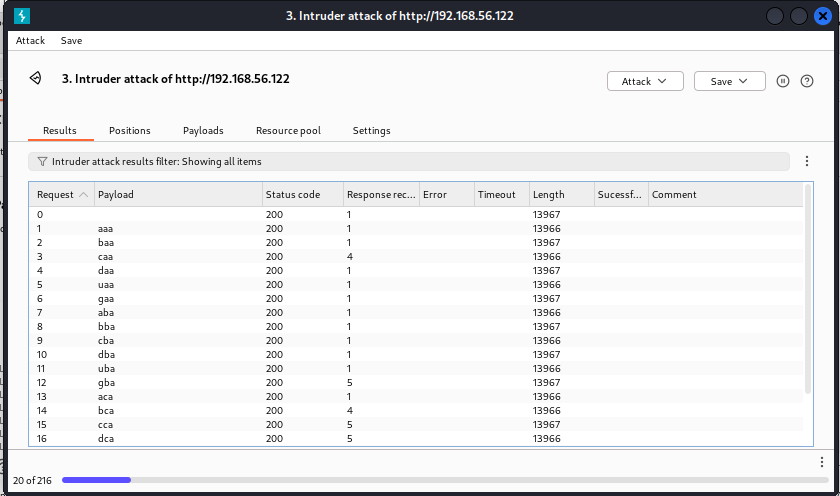 3. Intruder attack of http://192.168.56.122
Attack Save
3. Intruder attack of http://192.168.56.122
Attack Save
Results Positions Payloads Resource pool Settings
Intruder attack results filter: Showing all items
Request Payload Status code Response rec... Error Timeout Length Sucessf... Comment
0 200 1 13967
1 aaa 200 1 13966
2 baa 200 1 13967
3 caa 200 4 13966
4 daa 200 1 13967
5 uaa 200 1 13966
6 gaa 200 1 13967
7 aba 200 1 13966
8 bba 200 1 13967
9 cba 200 1 13966
10 dba 200 1 13967
11 uba 200 1 13966
12 gba 200 5 13967
13 aca 200 1 13966
14 bca 200 4 13966
15 cca 200 5 13966
16 dca 200 5 13966
20 of 216